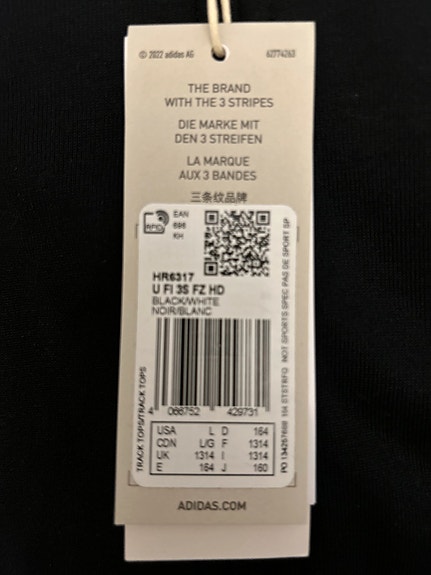 © 2022 adidas AG 62774263
THE BRAND
WITH THE 3 STRIPES
DIE MARKE MIT
DEN 3 STREIFEN
LA MARQUE
AUX 3 BANDES
三条纹品牌
RFID
EAN
696
KH
HR6317
U FI 3S FZ HD
BLACK/WHITE
NOIR/BLANC
4 066752 429731
USA L D 164
CDN L/G F 1314
UK 1314 I 1314
E 164 J 160
TRACK TOPS/TRACK TOPS
NOT SPORTS SPEC PAS DE SPORT SP
ADIDAS.COM